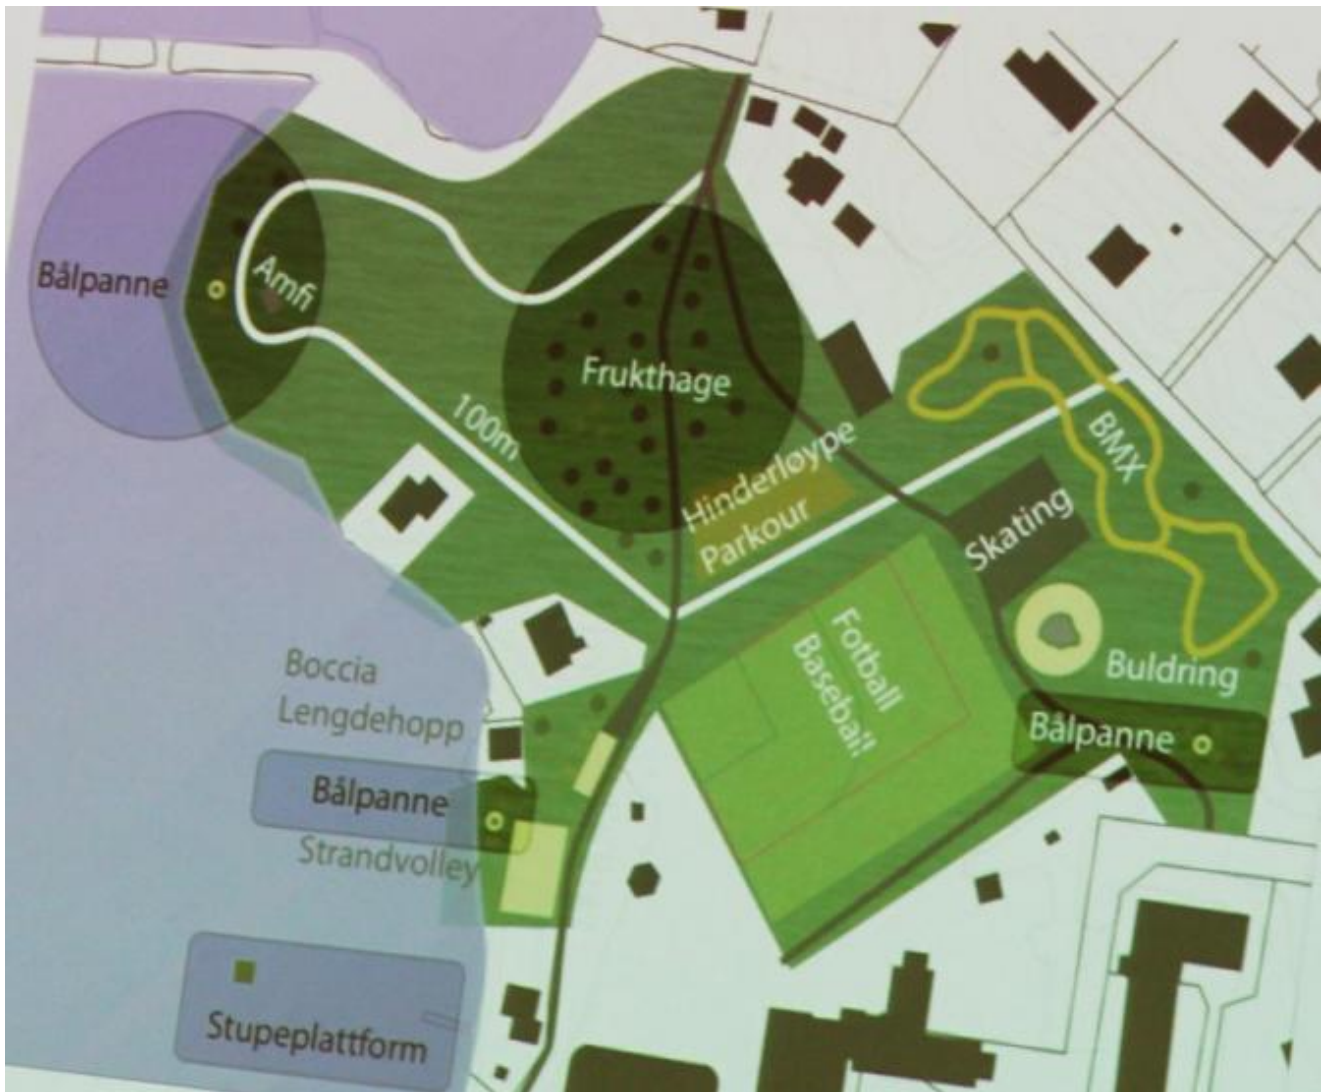 Bålpanne
Amfi
Frukthage
100m
Hinderløype
Parkour
BMX
Skating
Fotball
Baseball
Buldring
Bålpanne
Boccia
Lengdehopp
Bålpanne
Strandvolley
Stupeplattform